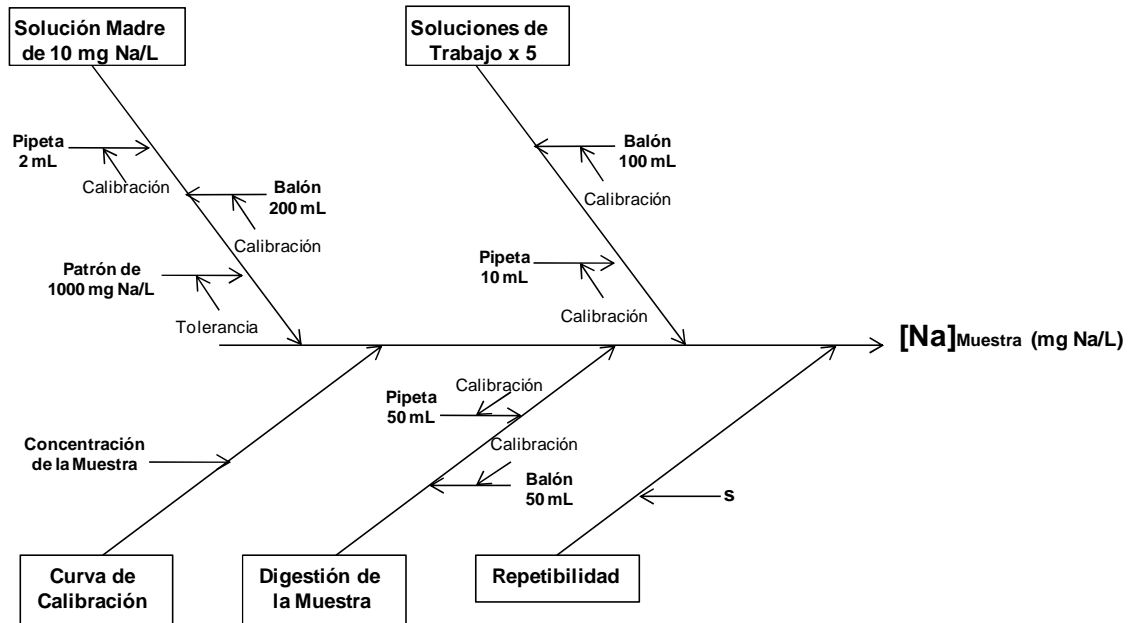 Solución Madre
de 10 mg Na/L
Soluciones de
Trabajo x 5
Pipeta
2 mL
Calibración
Balón
200 mL
Calibración
Patrón de
1000 mg Na/L
Tolerancia
Balón
100 mL
Calibración
Pipeta
10 mL
Calibración
[Na]Muestra (mg Na/L)
Concentración
de la Muestra
Calibración
Pipeta
50 mL
Calibración
Balón
50 mL
s
Curva de
Calibración
Digestión de
la Muestra
Repetibilidad